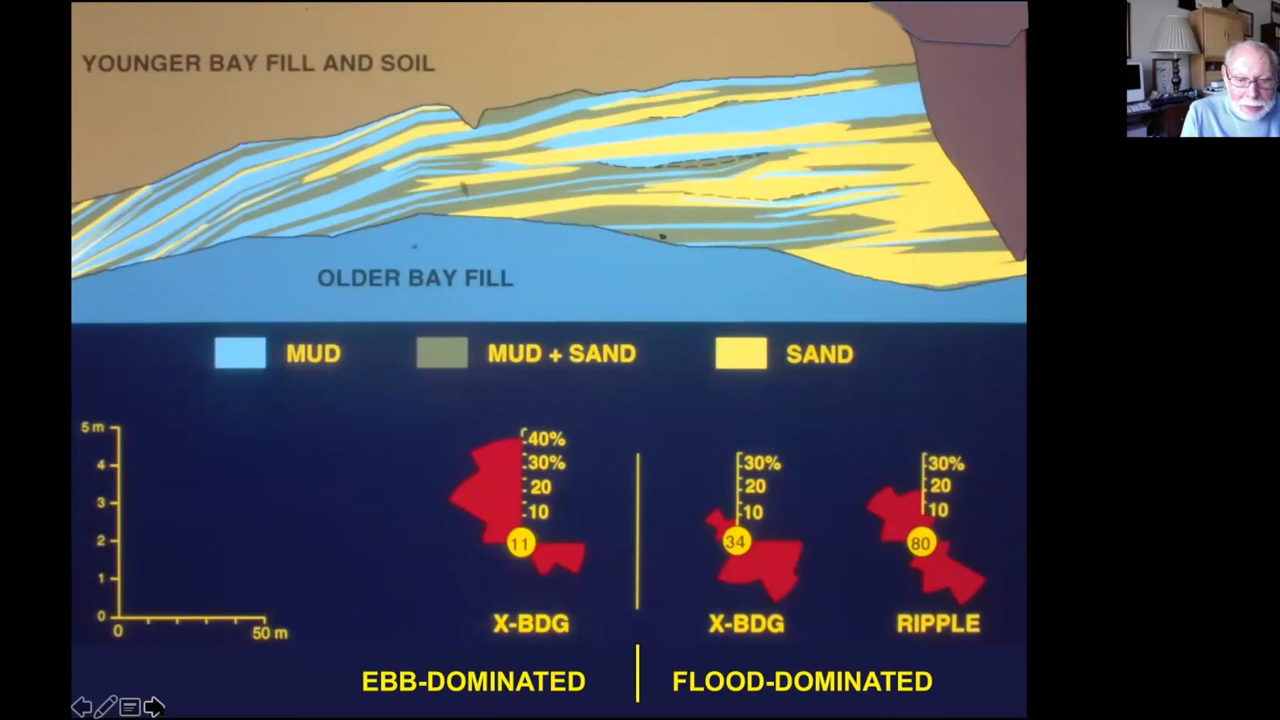 YOUNGER BAY FILL AND SOIL
OLDER BAY FILL
MUD
MUD + SAND
SAND
5 m
4
3
2
1
0
0
50 m
40%
30%
20
10
11
X-BDG
30%
20
10
34
X-BDG
30%
20
10
80
RIPPLE
EBB-DOMINATED
FLOOD-DOMINATED